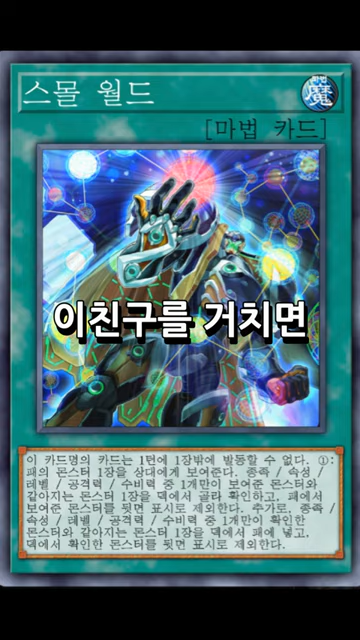 스몰 월드
마법
魔
[마법 카드]
이친구를 거치면
이 카드명의 카드는 1턴에 1장밖에 발동할 수 없다. ①:
패의 몬스터 1장을 상대에게 보여준다. 종족 / 속성 /
레벨 / 공격력 / 수비력 중 1개만이 보여준 몬스터와
같아지는 몬스터 1장을 덱에서 골라 확인하고, 패에서
보여준 몬스터를 뒷면 표시로 제외한다. 추가로, 종족 /
속성 / 레벨 / 공격력 / 수비력 중 1개만이 확인한
몬스터와 같아지는 몬스터 1장을 덱에서 패에 넣고,
덱에서 확인한 몬스터를 뒷면 표시로 제외한다.